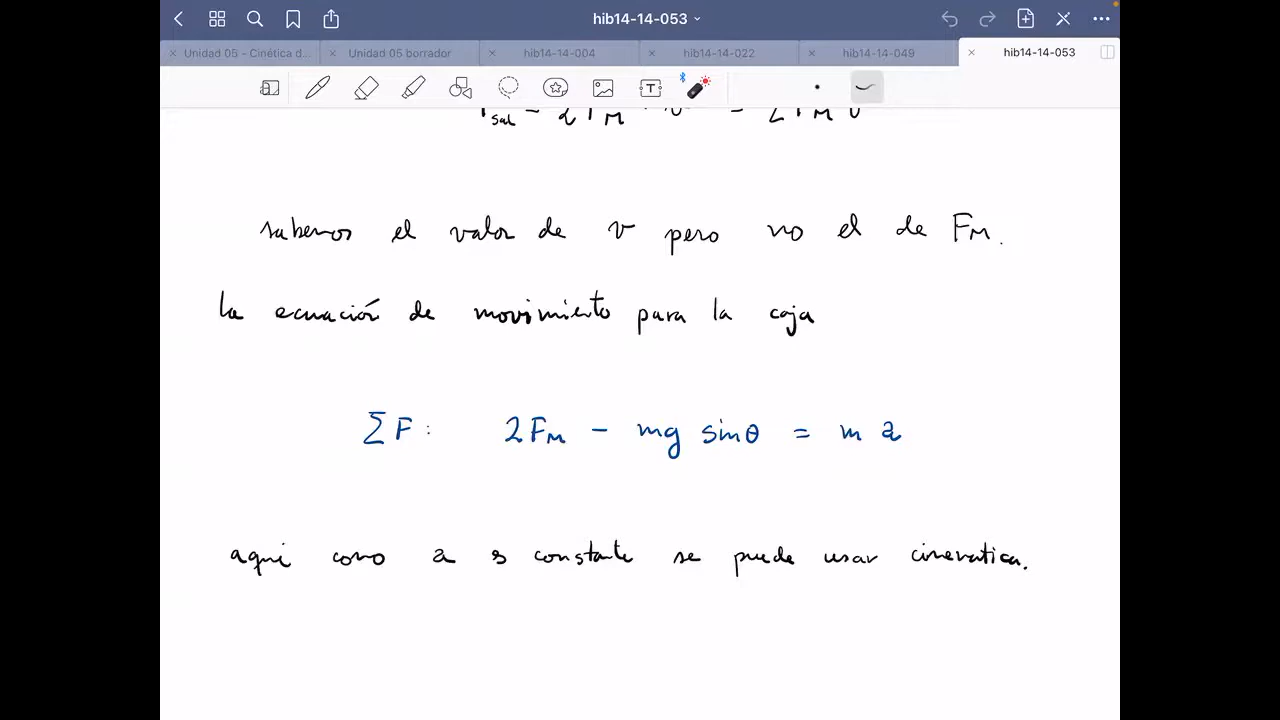 hib14-14-053
Unidad 05 - Cinética d...
Unidad 05 borrador
hib14-14-004
hib14-14-022
hib14-14-049
hib14-14-053
sabemos el valor de v pero no el de FM.
la ecuación de movimiento para la caja
ΣF: 2FM - mg sinθ = m a
aqui como a es constante se puede usar cinematica.